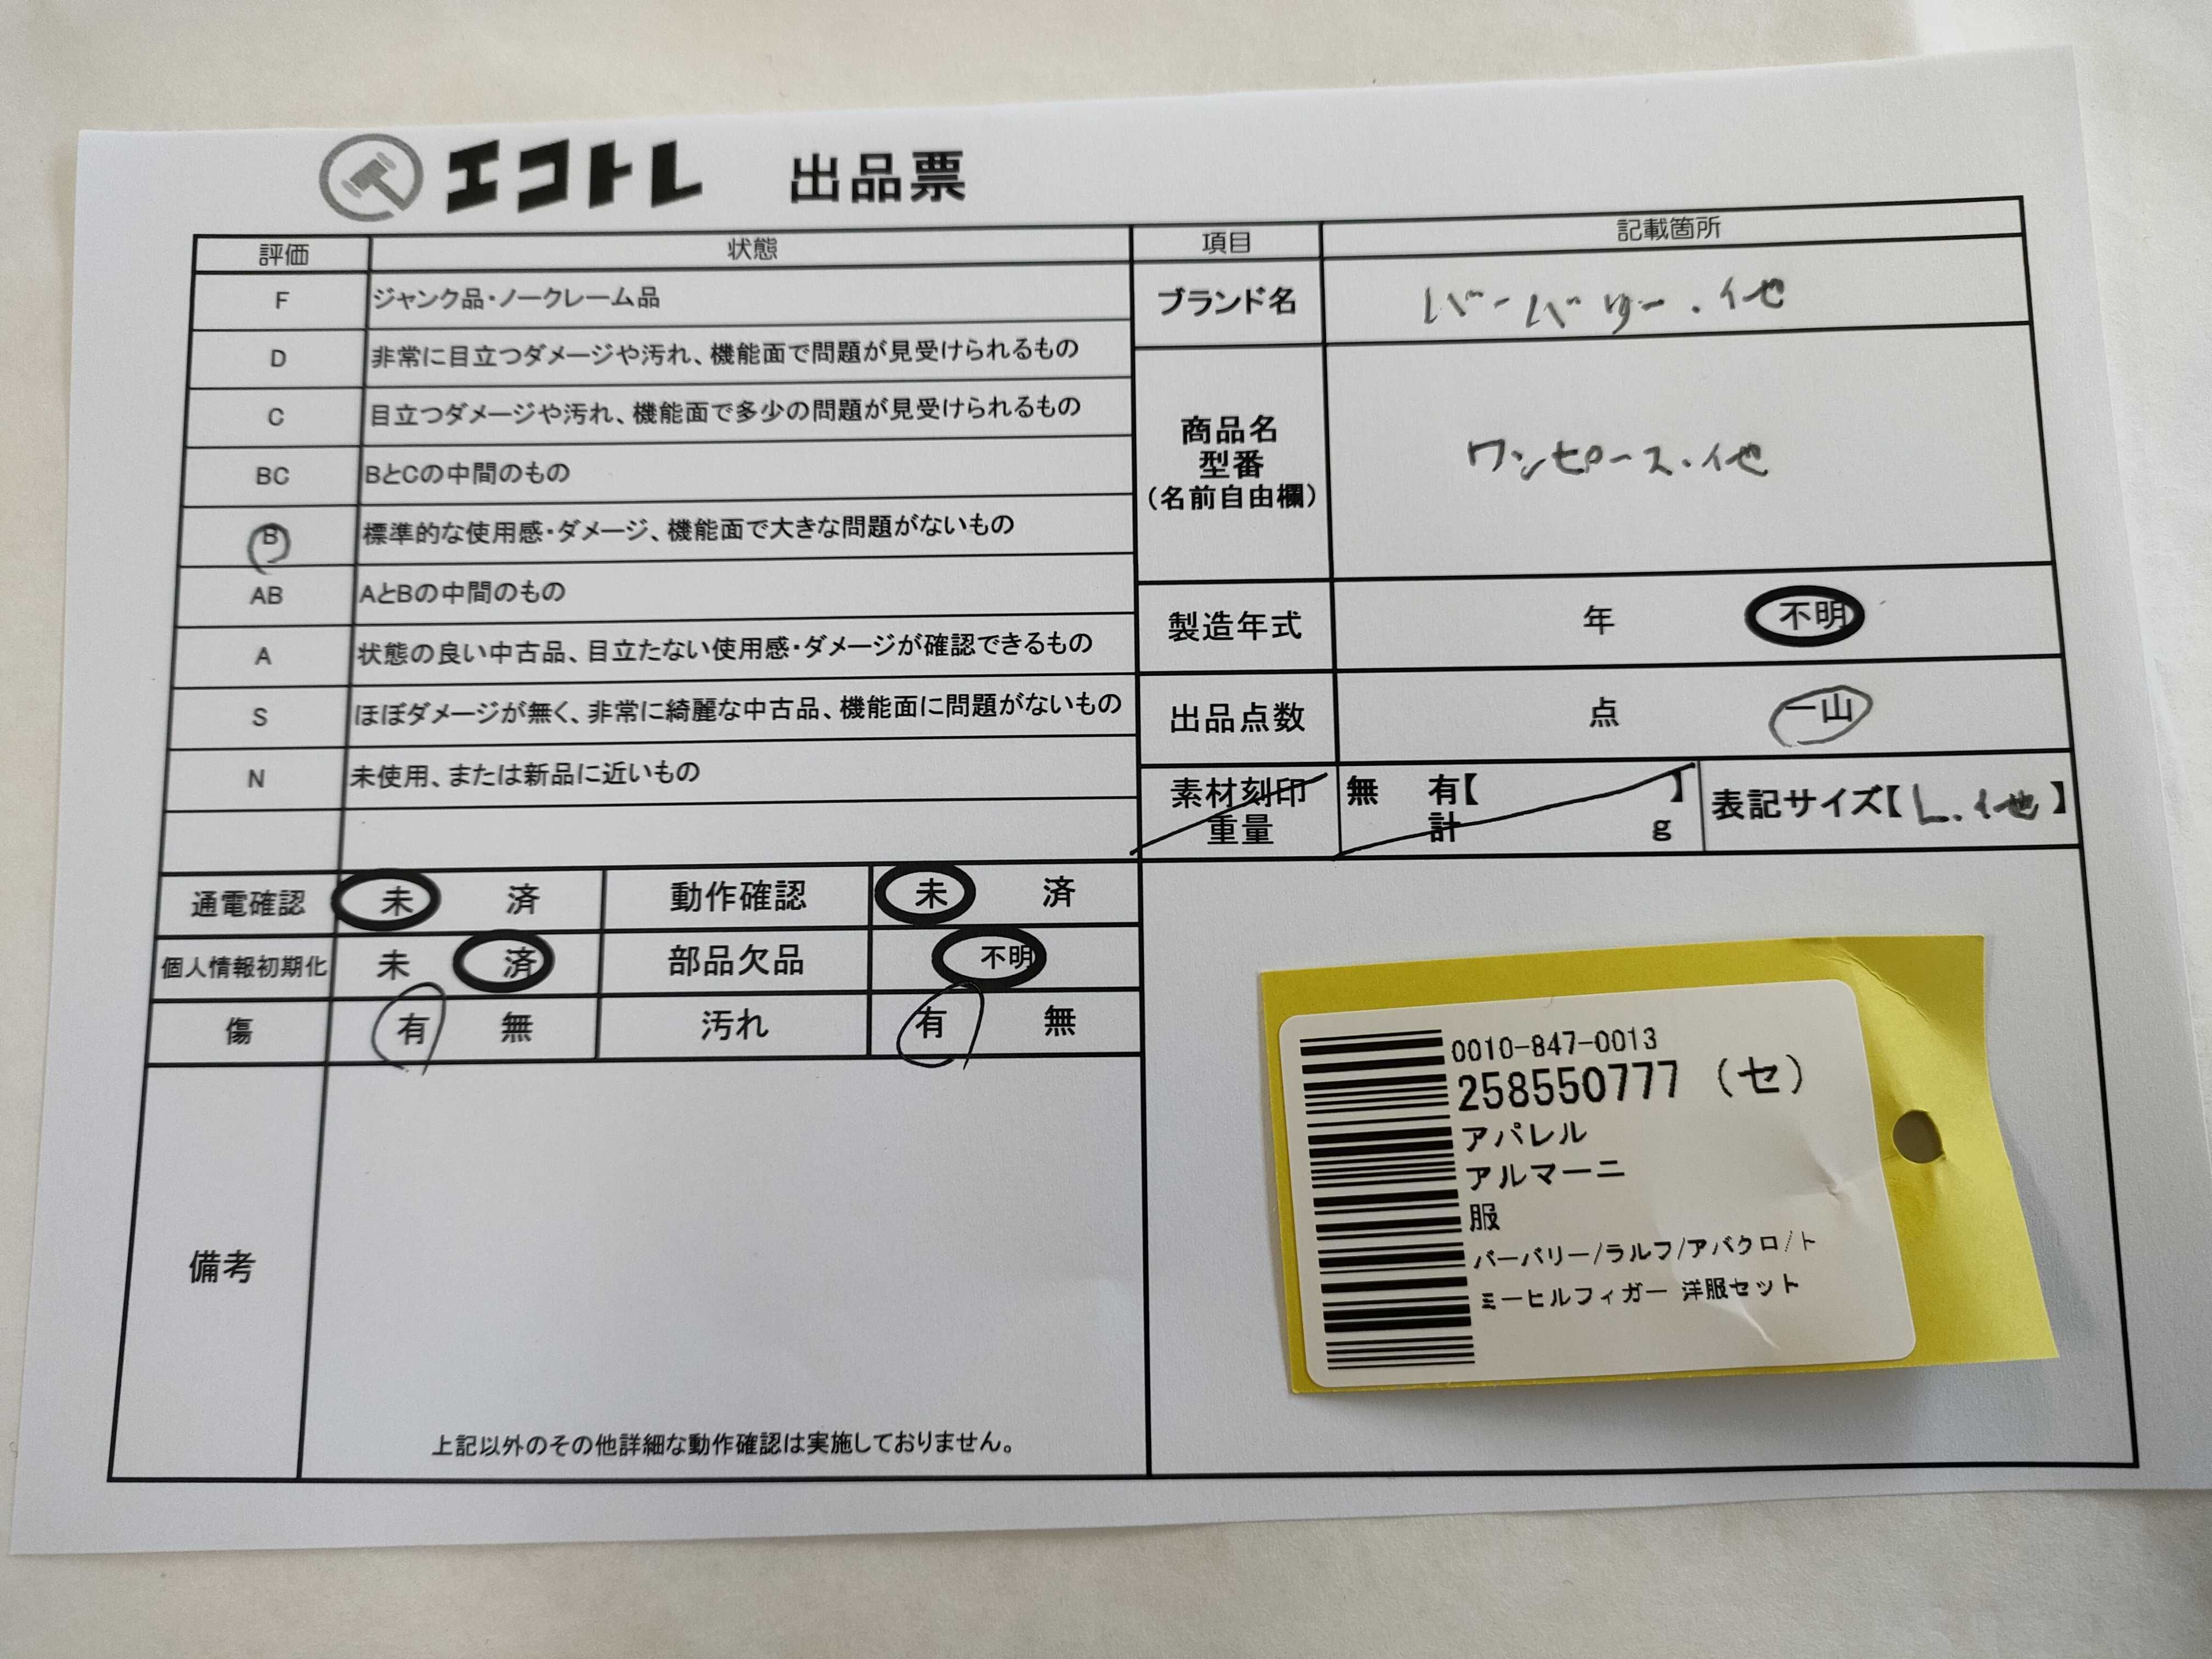 エコトレ 出品票
評価 状態
F ジャンク品・ノークレーム品
D 非常に目立つダメージや汚れ、機能面で問題が見受けられるもの
C 目立つダメージや汚れ、機能面で多少の問題が見受けられるもの
BC BとCの中間のもの
B 標準的な使用感・ダメージ、機能面で大きな問題がないもの
AB AとBの中間のもの
A 状態の良い中古品、目立たない使用感・ダメージが確認できるもの
S ほぼダメージが無く、非常に綺麗な中古品、機能面に問題がないもの
N 未使用、または新品に近いもの
通電確認 未 済 動作確認 未 済
個人情報初期化 未 済 部品欠品 不明
傷 有 無 汚れ 有 無
備考
上記以外のその他詳細な動作確認は実施しておりません。
項目 記載箇所
ブランド名 バーバリー.他
商品名
型番
(名前自由欄)
ワンピース.他
製造年式 年 不明
出品点数 点 一山
素材刻印 無 有【 】
重量 計 g
表記サイズ【L.他】
0010-847-0013
258550777 (セ)
アパレル
アルマーニ
服
バーバリー/ラルフ/アバクロ/ト
ミーヒルフィガー 洋服セット